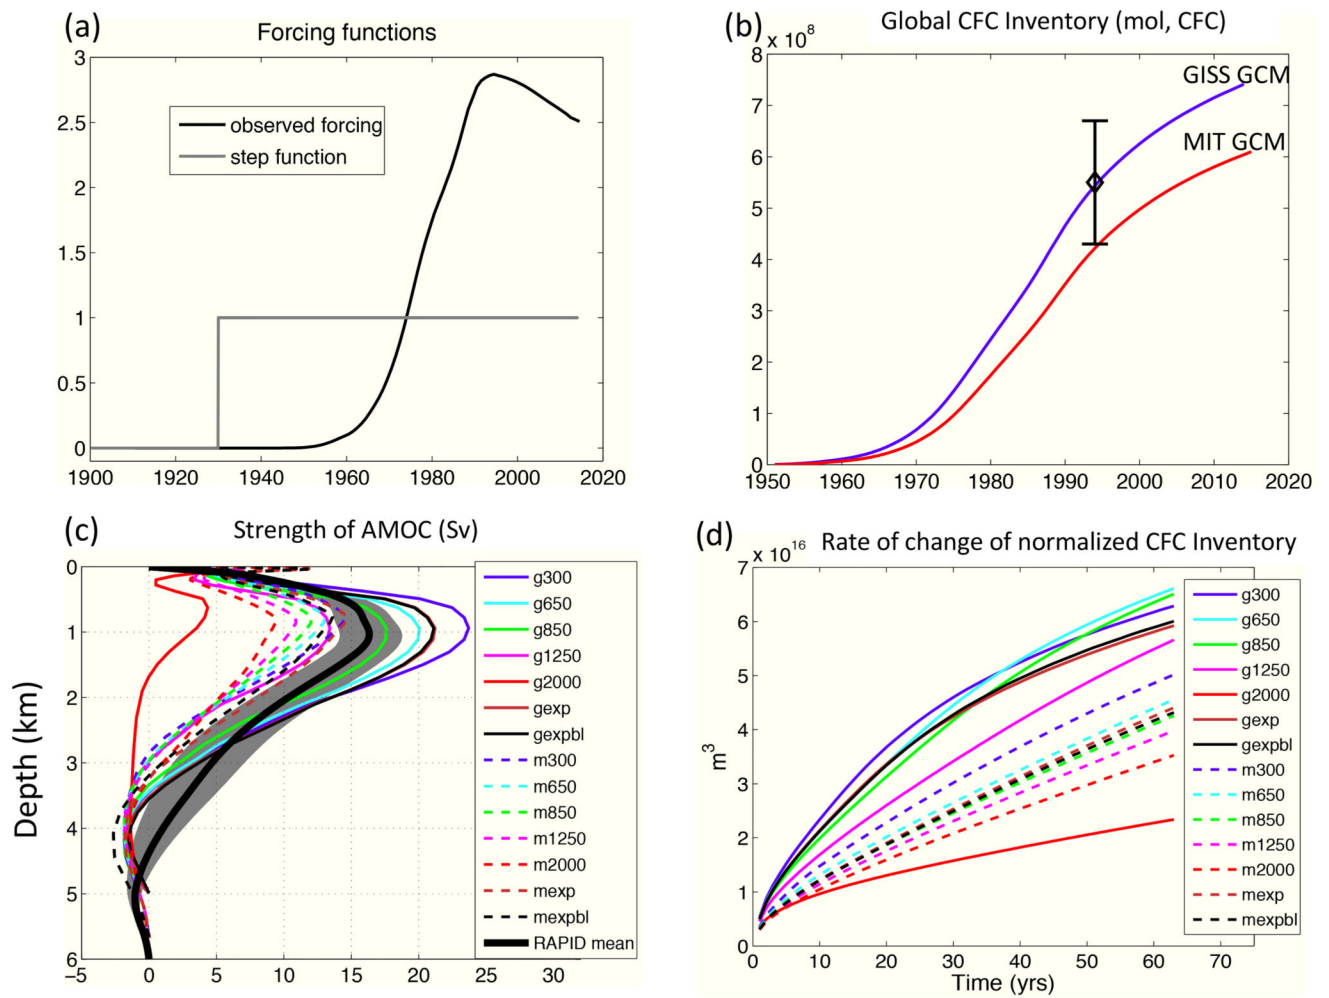 (a)
Forcing functions
3
2.5
2
1.5
1
0.5
0
observed forcing
step function
1900 1920 1940 1960 1980 2000 2020
(b)
Global CFC Inventory (mol, CFC)
9 x 10^8
8
7
6
5
4
3
2
1
0
GISS GCM
MIT GCM
1950 1960 1970 1980 1990 2000 2010 2020
(c)
Strength of AMOC (Sv)
Depth (km)
0
1
2
3
4
5
6
-5 0 5 10 15 20 25 30
g300
g650
g850
g1250
g2000
gexp
gexpbl
m300
m650
m850
m1250
m2000
mexp
mexpbl
RAPID mean
(d)
Rate of change of normalized CFC Inventory
7 x 10^16
6
5
4
3
2
1
0
m^3
0 10 20 30 40 50 60 70
Time (yrs)
g300
g650
g850
g1250
g2000
gexp
gexpbl
m300
m650
m850
m1250
m2000
mexp
mexpbl